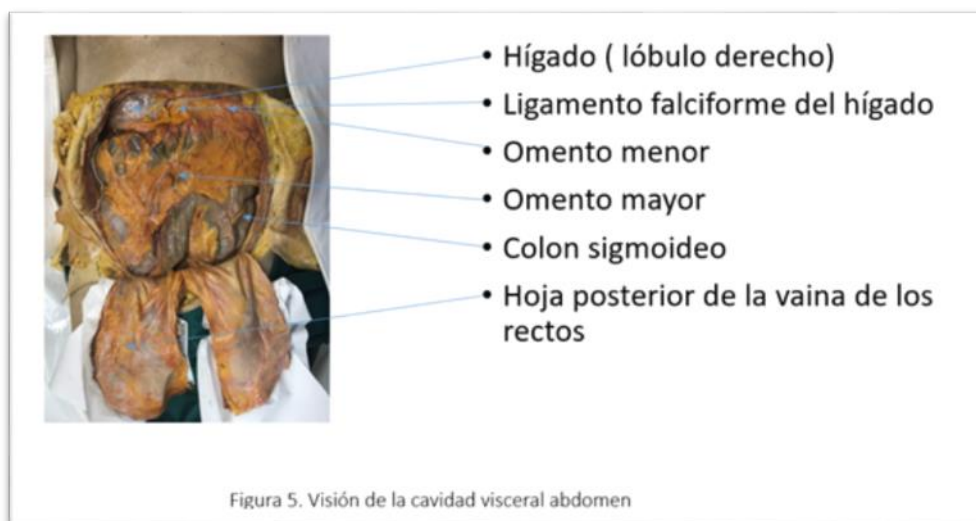 • Hígado ( lóbulo derecho)
• Ligamento falciforme del hígado
• Omento menor
• Omento mayor
• Colon sigmoideo
• Hoja posterior de la vaina de los
rectos
Figura 5. Visión de la cavidad visceral abdomen